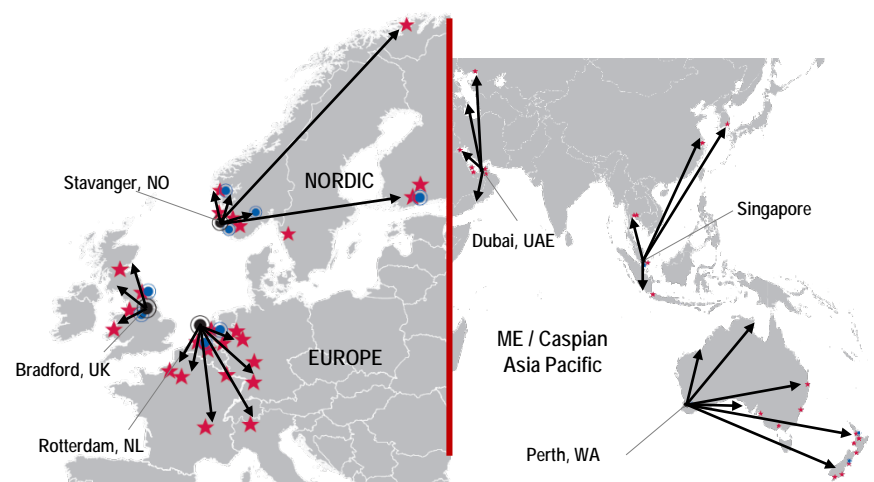 Stavanger, NO
NORDIC
Bradford, UK
EUROPE
Rotterdam, NL
Dubai, UAE
Singapore
ME / Caspian
Asia Pacific
Perth, WA